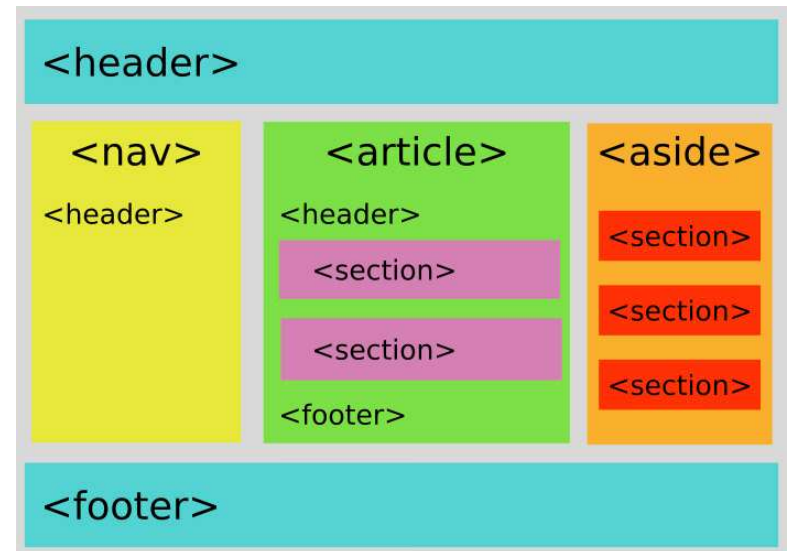 <header>
<nav>
<header>
<article>
<header>
<section>
<section>
<footer>
<aside>
<section>
<section>
<section>
<footer>